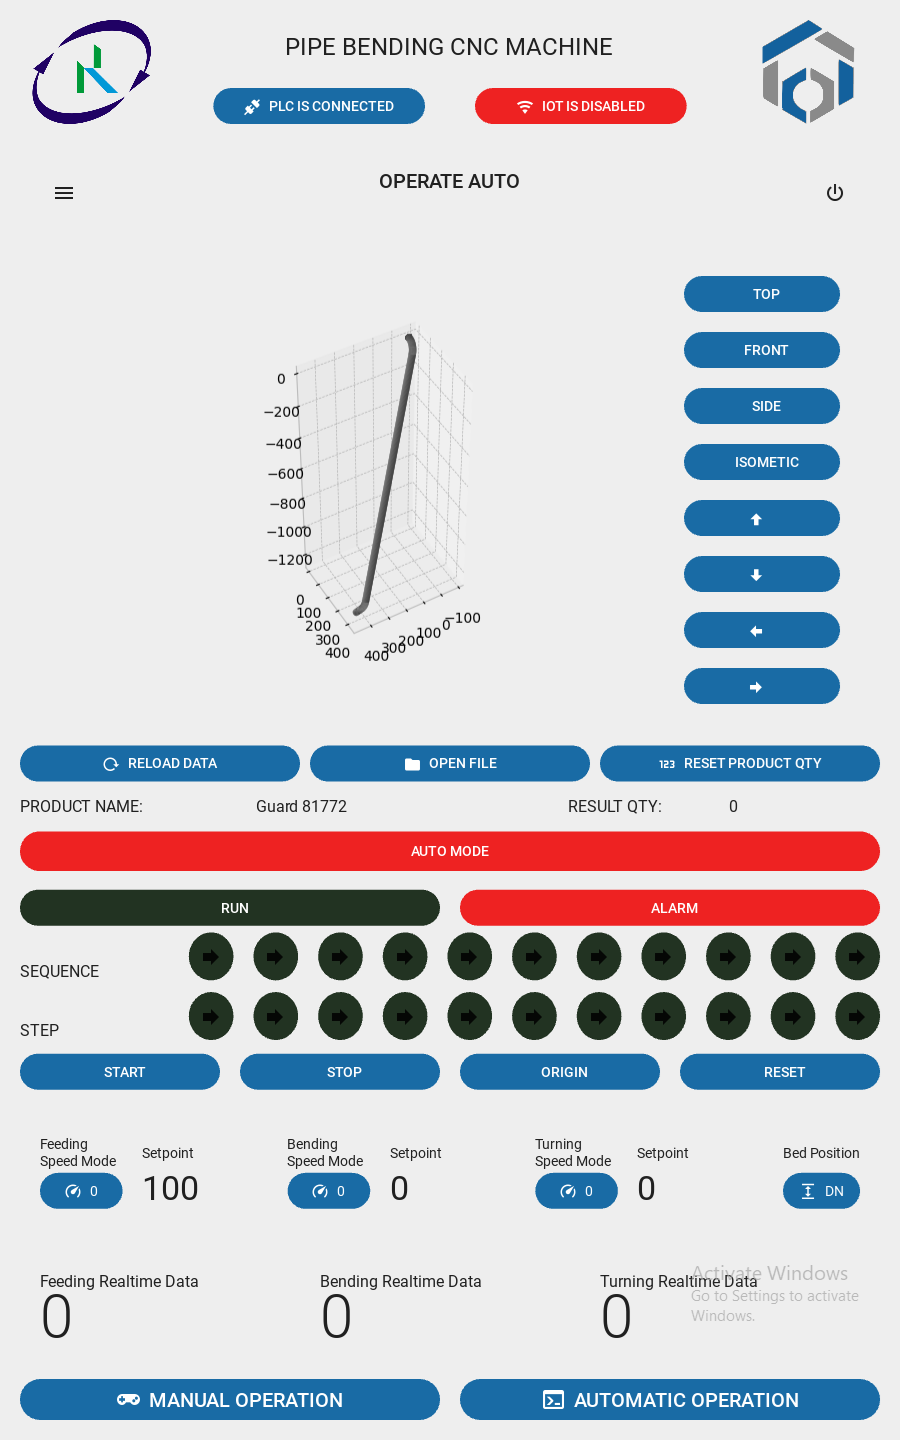 PIPE BENDING CNC MACHINE
PLC IS CONNECTED
IOT IS DISABLED
OPERATE AUTO
TOP
FRONT
SIDE
ISOMETIC
0
−200
−400
−600
−800
−1000
−1200
0
100
200
300
400
400
300
200
100
0
−100
RELOAD DATA
OPEN FILE
123 RESET PRODUCT QTY
PRODUCT NAME: Guard 81772 RESULT QTY: 0
AUTO MODE
RUN
ALARM
SEQUENCE
STEP
START
STOP
ORIGIN
RESET
Feeding
Speed Mode
0
Setpoint
100
Bending
Speed Mode
0
Setpoint
0
Turning
Speed Mode
0
Setpoint
0
Bed Position
DN
Feeding Realtime Data
0
Bending Realtime Data
0
Turning Realtime Data
0
Activate Windows
Go to Settings to activate
Windows.
MANUAL OPERATION
AUTOMATIC OPERATION